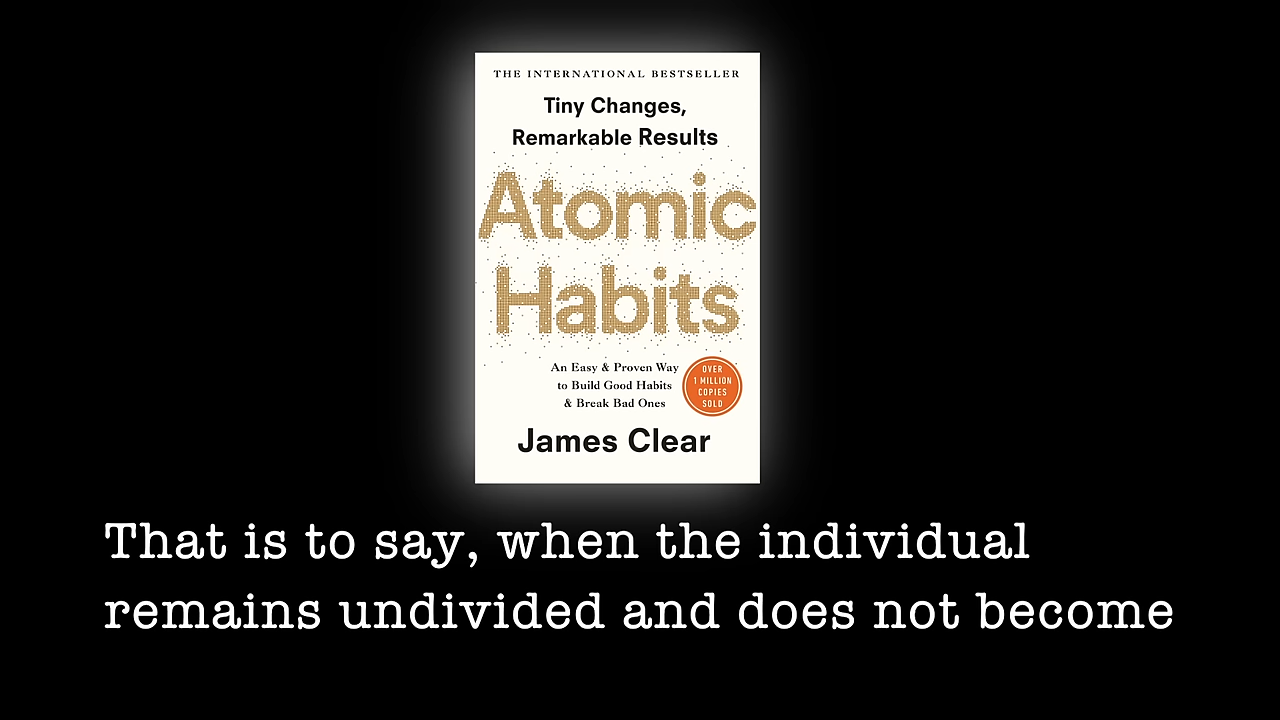 THE INTERNATIONAL BESTSELLER
Tiny Changes,
Remarkable Results
Atomic
Habits
An Easy & Proven Way
to Build Good Habits
& Break Bad Ones
OVER
1 MILLION
COPIES
SOLD
James Clear
That is to say, when the individual
remains undivided and does not become